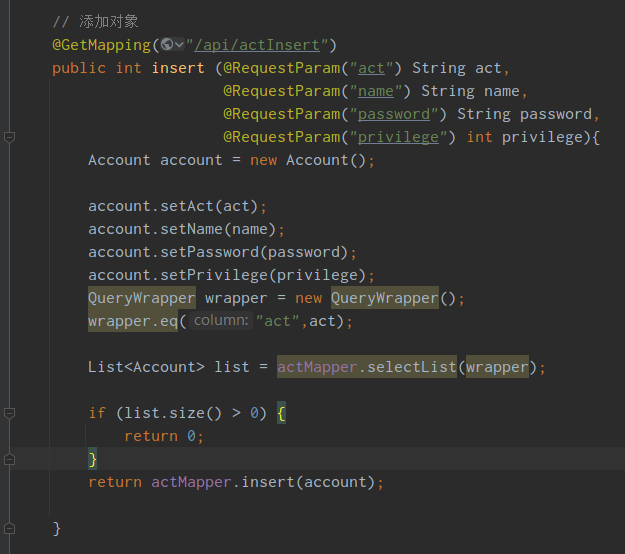 // 添加对象
@GetMapping("/api/actInsert")
public int insert (@RequestParam("act") String act,
@RequestParam("name") String name,
@RequestParam("password") String password,
@RequestParam("privilege") int privilege){
Account account = new Account();
account.setAct(act);
account.setName(name);
account.setPassword(password);
account.setPrivilege(privilege);
QueryWrapper wrapper = new QueryWrapper();
wrapper.eq( column: "act",act);
List<Account> list = actMapper.selectList(wrapper);
if (list.size() > 0) {
return 0;
}
return actMapper.insert(account);
}